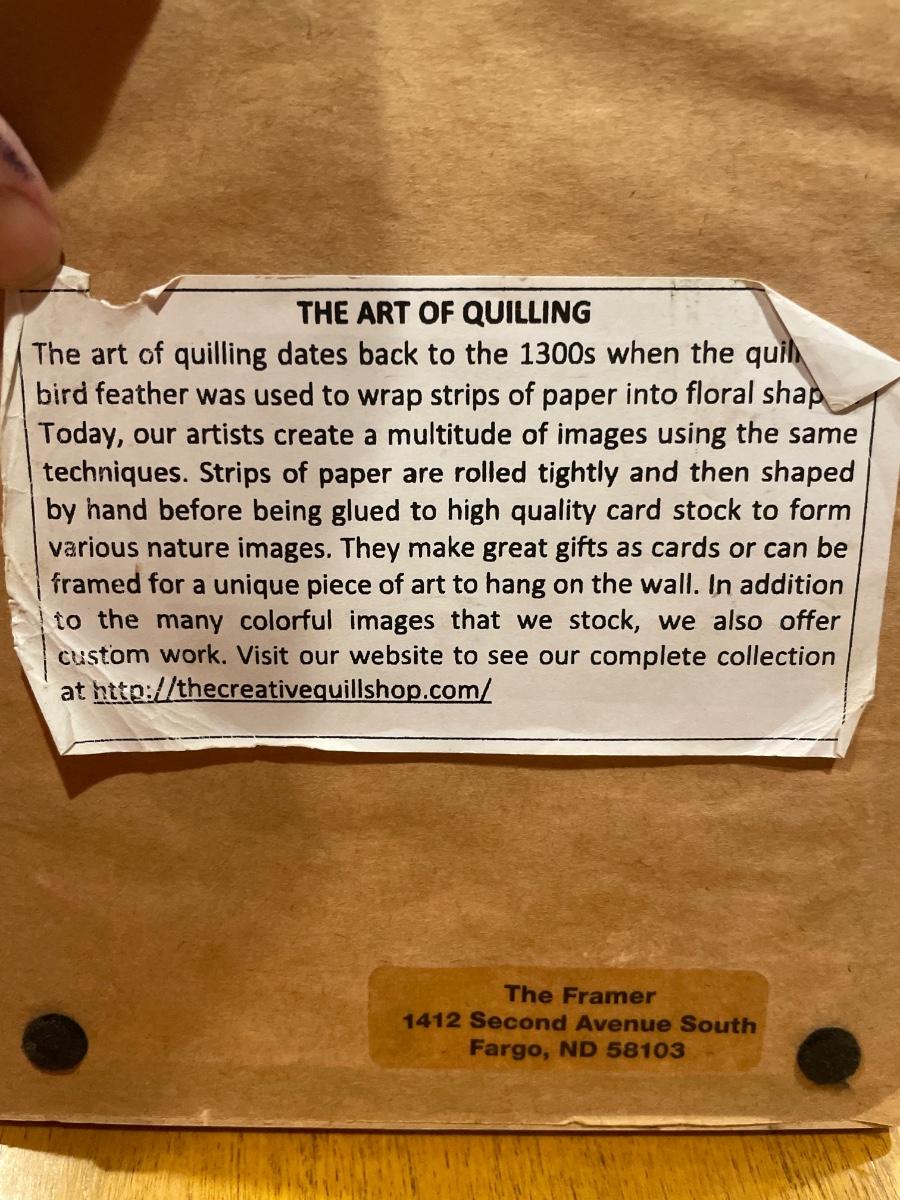 THE ART OF QUILLING
The art of quilling dates back to the 1300s when the quill
bird feather was used to wrap strips of paper into floral
Today, our artists create a multitude of images using the same
techniques. Strips of paper are rolled tightly and then shaped
by hand before being glued to high quality card stock to form
various nature images. They make great gifts as cards or can be
framed for a unique piece of art to hang on the wall. In addition
to the many colorful images that we stock, we also offer
custom work. Visit our website to see our complete collection
at http://thecreativequillshop.com/
The Framer
1412 Second Avenue South
Fargo, ND 58103